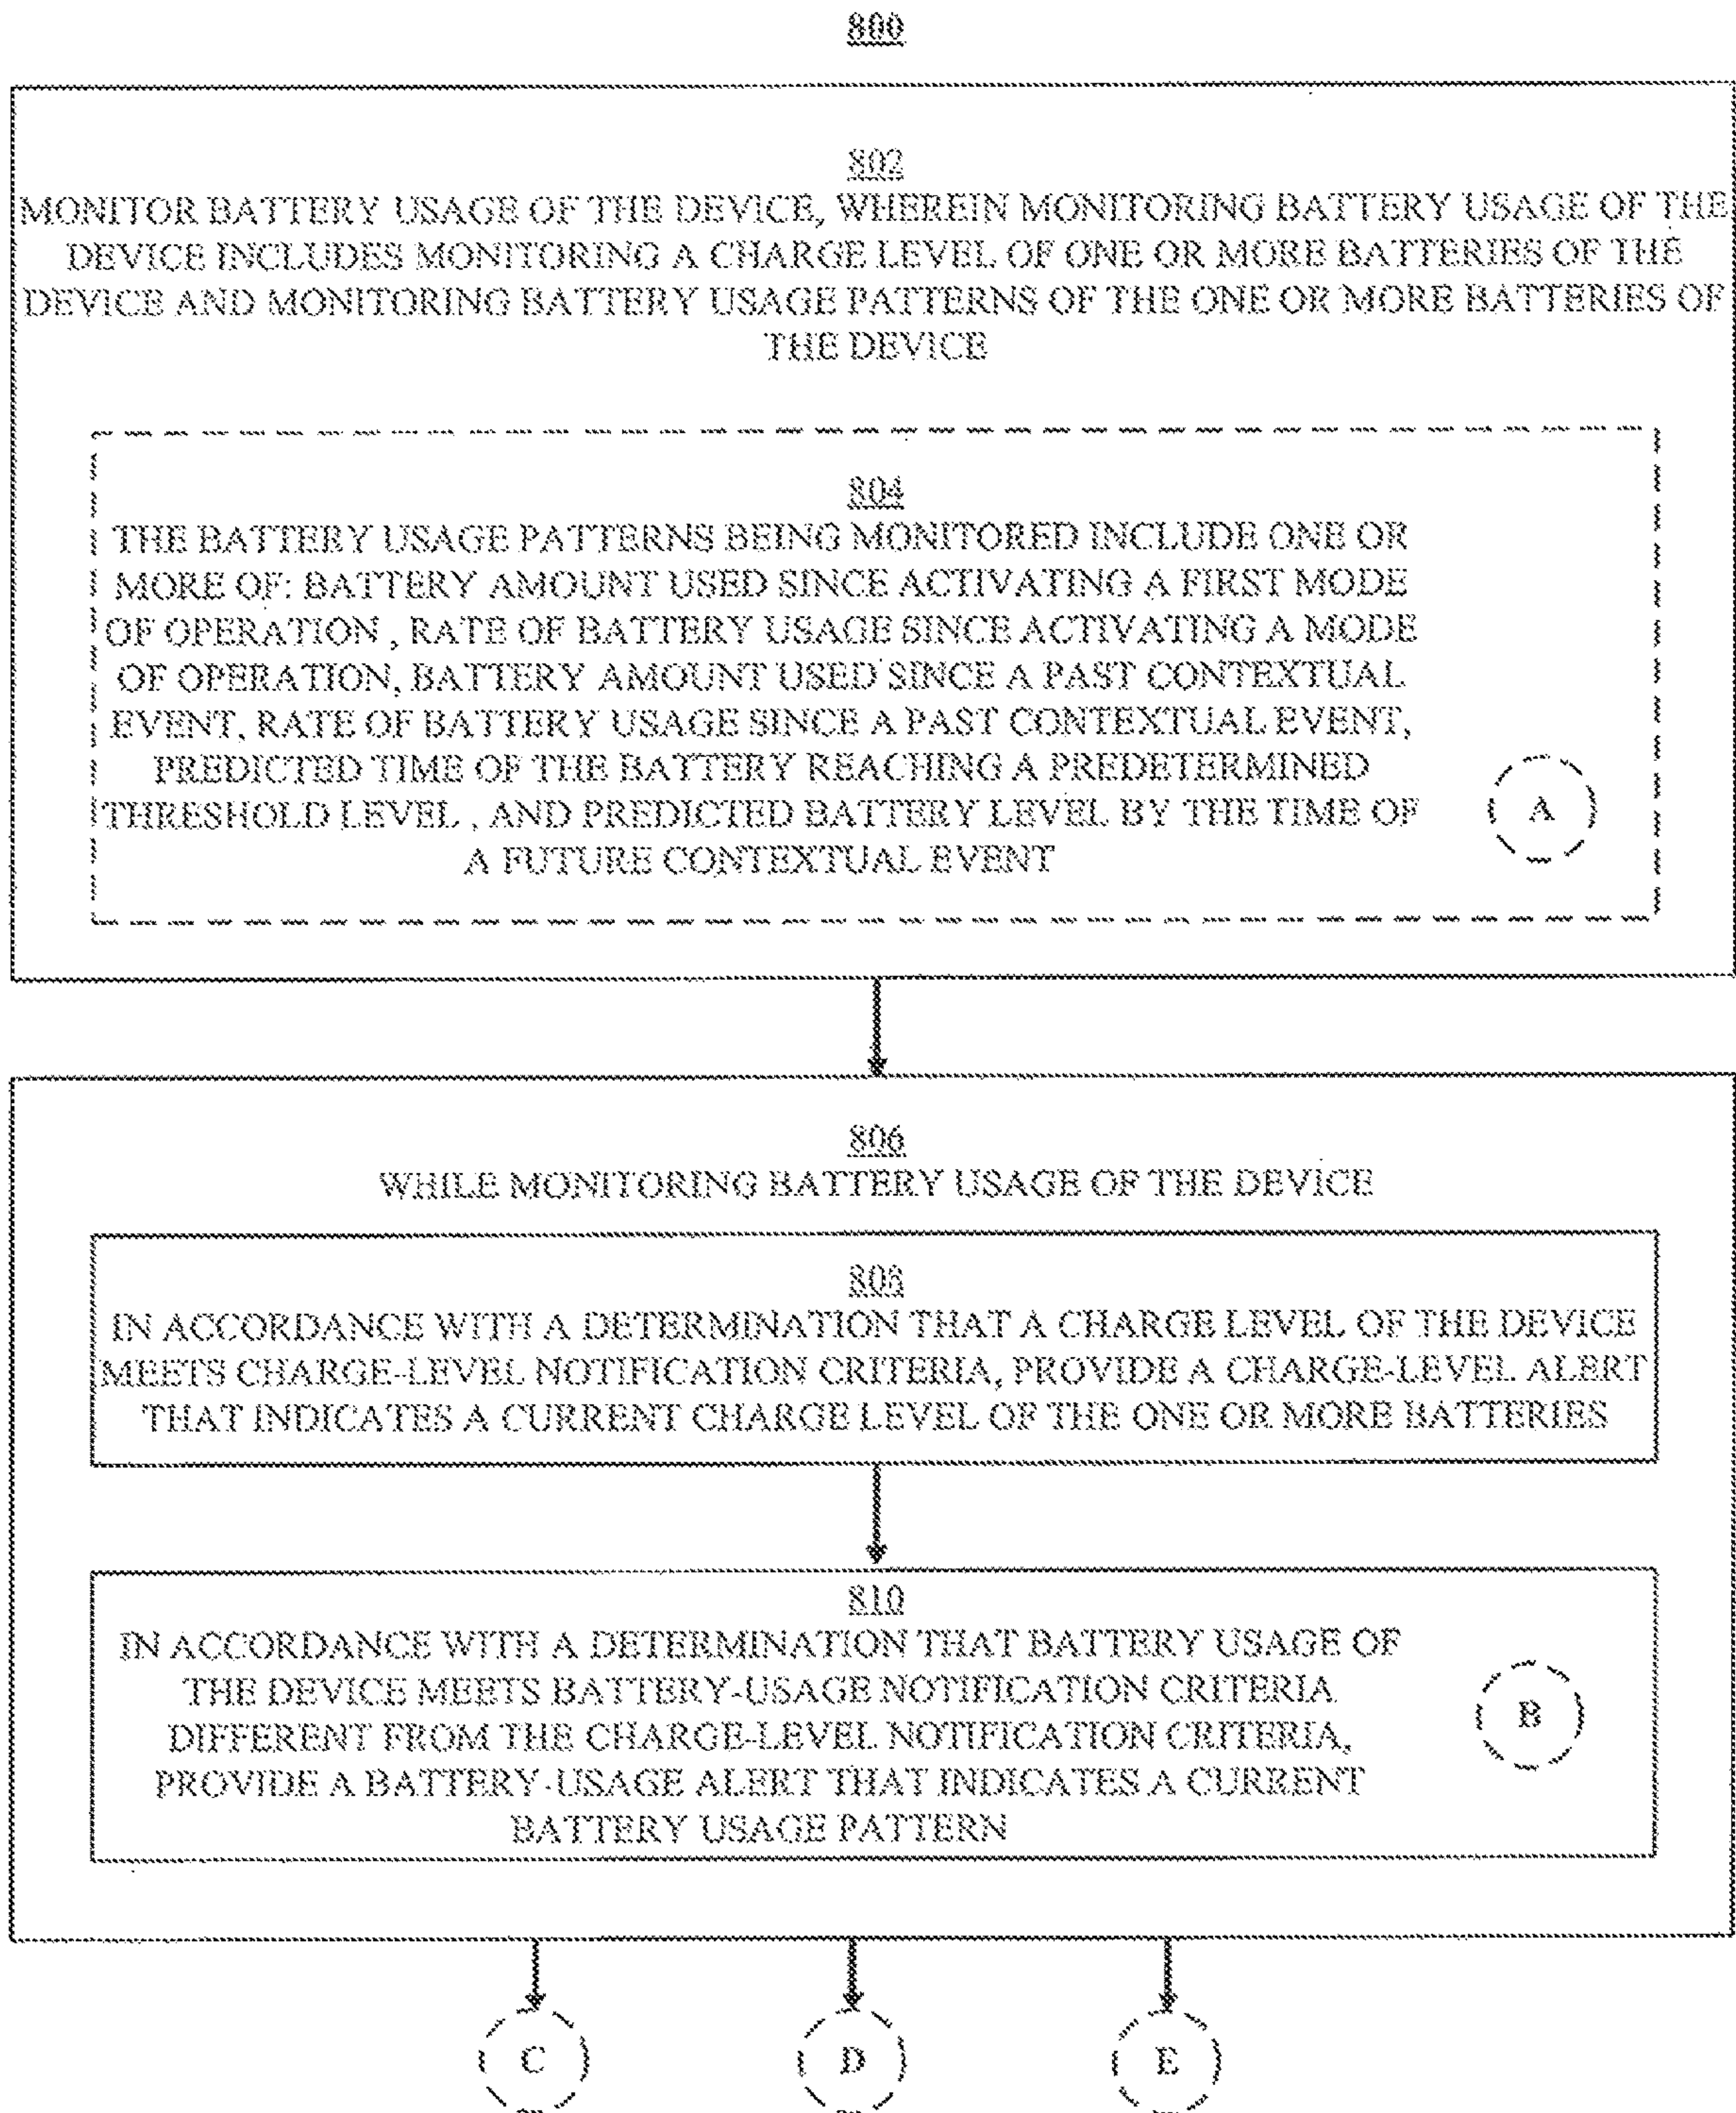 800
802
MONITOR BATTERY USAGE OF THE DEVICE, WHEREIN MONITORING BATTERY USAGE OF THE
DEVICE INCLUDES MONITORING A CHARGE LEVEL OF ONE OR MORE BATTERIES OF THE
DEVICE AND MONITORING BATTERY USAGE PATTERNS OF THE ONE OR MORE BATTERIES OF
THE DEVICE
804
THE BATTERY USAGE PATTERNS BEING MONITORED INCLUDE ONE OR
MORE OF: BATTERY AMOUNT USED SINCE ACTIVATING A FIRST MODE
OF OPERATION , RATE OF BATTERY USAGE SINCE ACTIVATING A MODE
OF OPERATION, BATTERY AMOUNT USED SINCE A PAST CONTEXTUAL
EVENT, RATE OF BATTERY USAGE SINCE A PAST CONTEXTUAL EVENT,
PREDICTED TIME OF THE BATTERY REACHING A PREDETERMINED
THRESHOLD LEVEL , AND PREDICTED BATTERY LEVEL BY THE TIME OF
A FUTURE CONTEXTUAL EVENT
A
806
WHILE MONITORING BATTERY USAGE OF THE DEVICE
808
IN ACCORDANCE WITH A DETERMINATION THAT A CHARGE LEVEL OF THE DEVICE
MEETS CHARGE-LEVEL NOTIFICATION CRITERIA, PROVIDE A CHARGE-LEVEL ALERT
THAT INDICATES A CURRENT CHARGE LEVEL OF THE ONE OR MORE BATTERIES
810
IN ACCORDANCE WITH A DETERMINATION THAT BATTERY USAGE OF
THE DEVICE MEETS BATTERY-USAGE NOTIFICATION CRITERIA
DIFFERENT FROM THE CHARGE-LEVEL NOTIFICATION CRITERIA,
PROVIDE A BATTERY-USAGE ALERT THAT INDICATES A CURRENT
BATTERY USAGE PATTERN
B
C
D
E